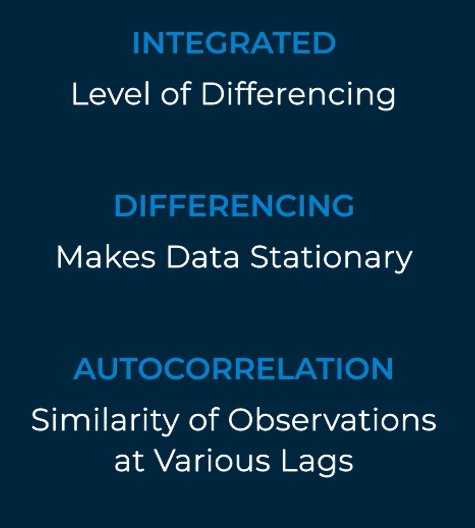 INTEGRATED
Level of Differencing
DIFFERENCING
Makes Data Stationary
AUTOCORRELATION
Similarity of Observations
at Various Lags